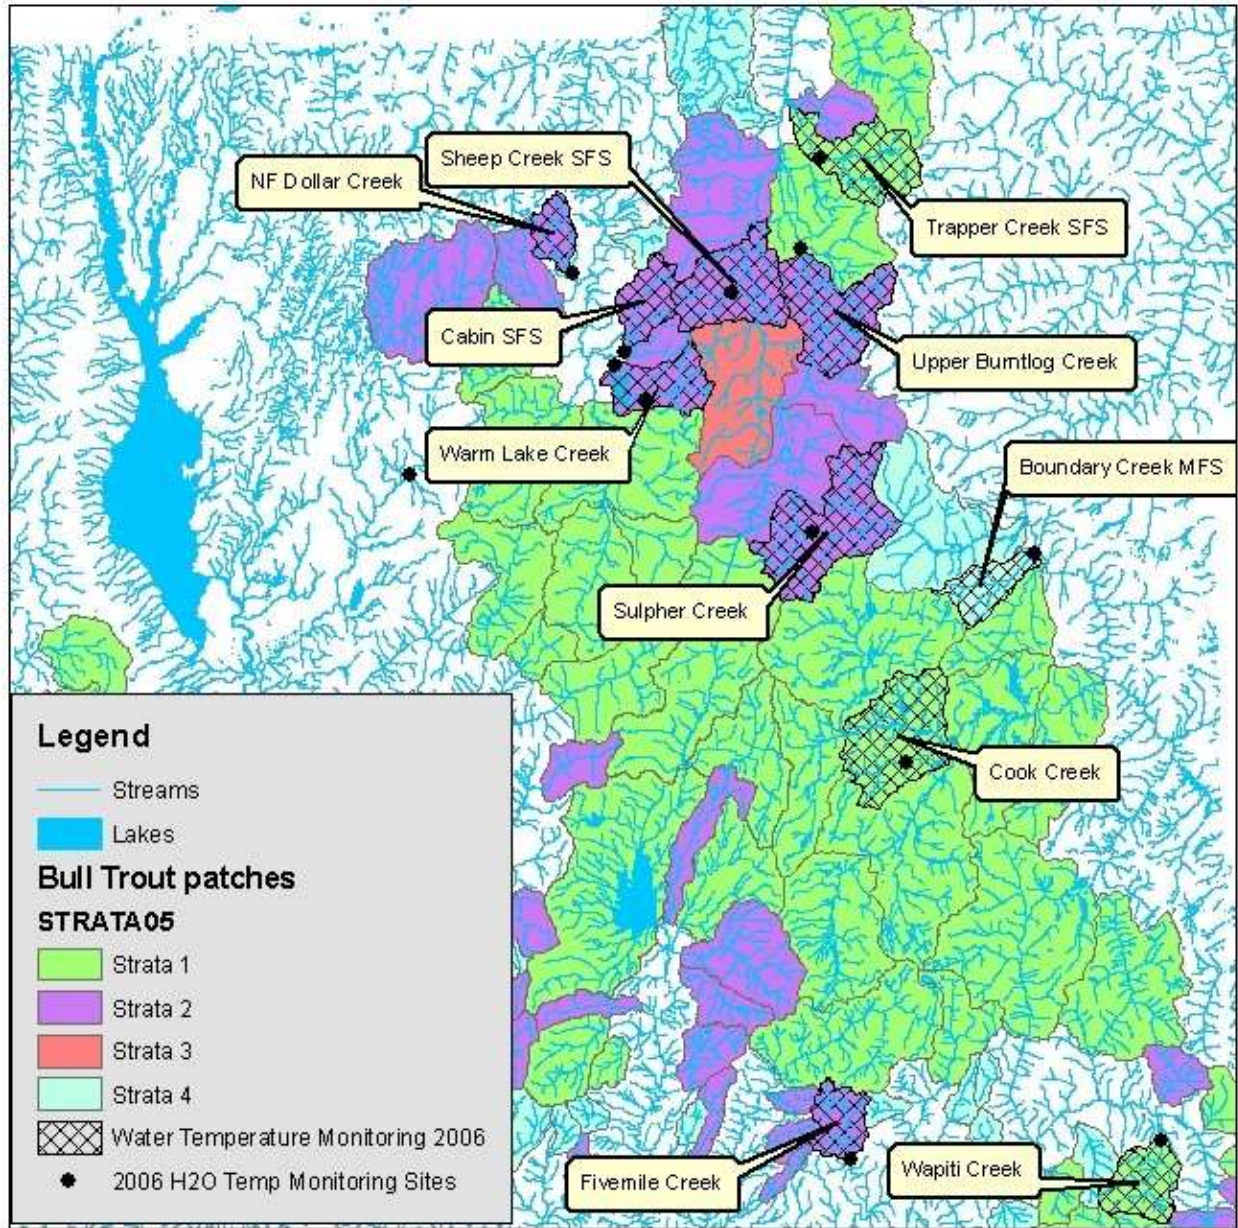 Sheep Creek SFS
NF Dollar Creek
Trapper Creek SFS
Cabin SFS
Upper Burntlog Creek
Warm Lake Creek
Boundary Creek MFS
Sulpher Creek
Cook Creek
Fivemile Creek
Wapiti Creek
Legend
Streams
Lakes
Bull Trout patches
STRATA05
Strata 1
Strata 2
Strata 3
Strata 4
Water Temperature Monitoring 2006
2006 H2O Temp Monitoring Sites